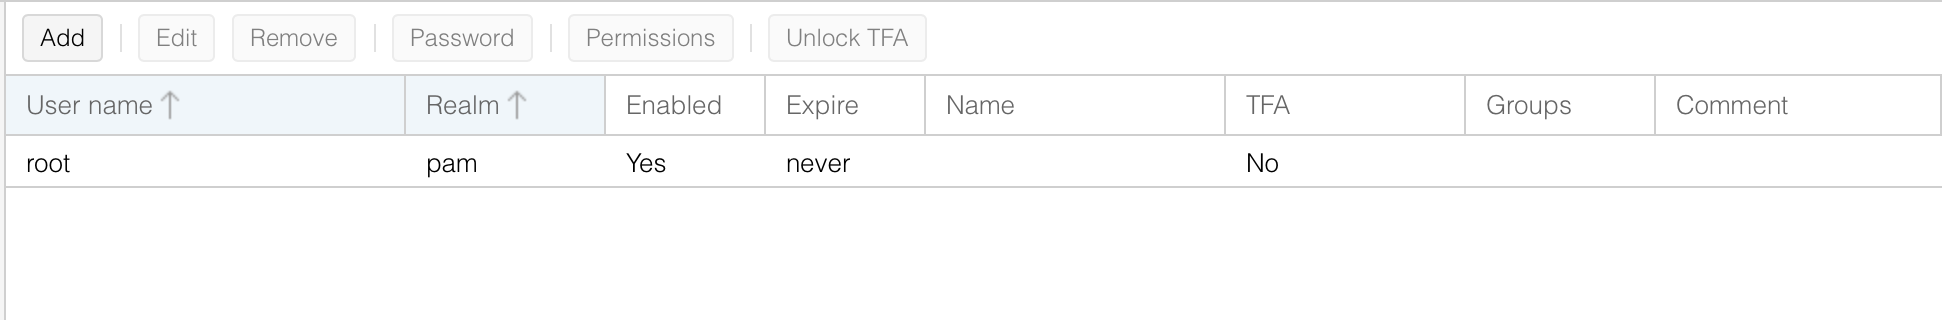 Add Edit Remove Password Permissions Unlock TFA
User name Realm Enabled Expire Name TFA Groups Comment
root pam Yes never No